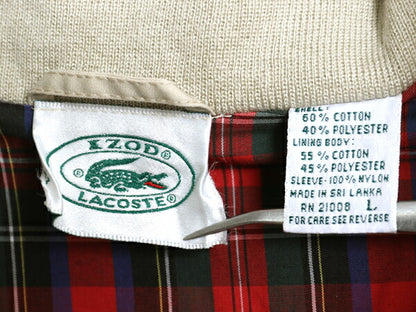 IZOD®
LACOSTE®
SHELL:
60% COTTON
40% POLYESTER
LINING BODY:
55% COTTON
45% POLYESTER
SLEEVE-100% NYLON
MADE IN SRI LANKA
RN 21008 L.
FOR CARE SEE REVERSE